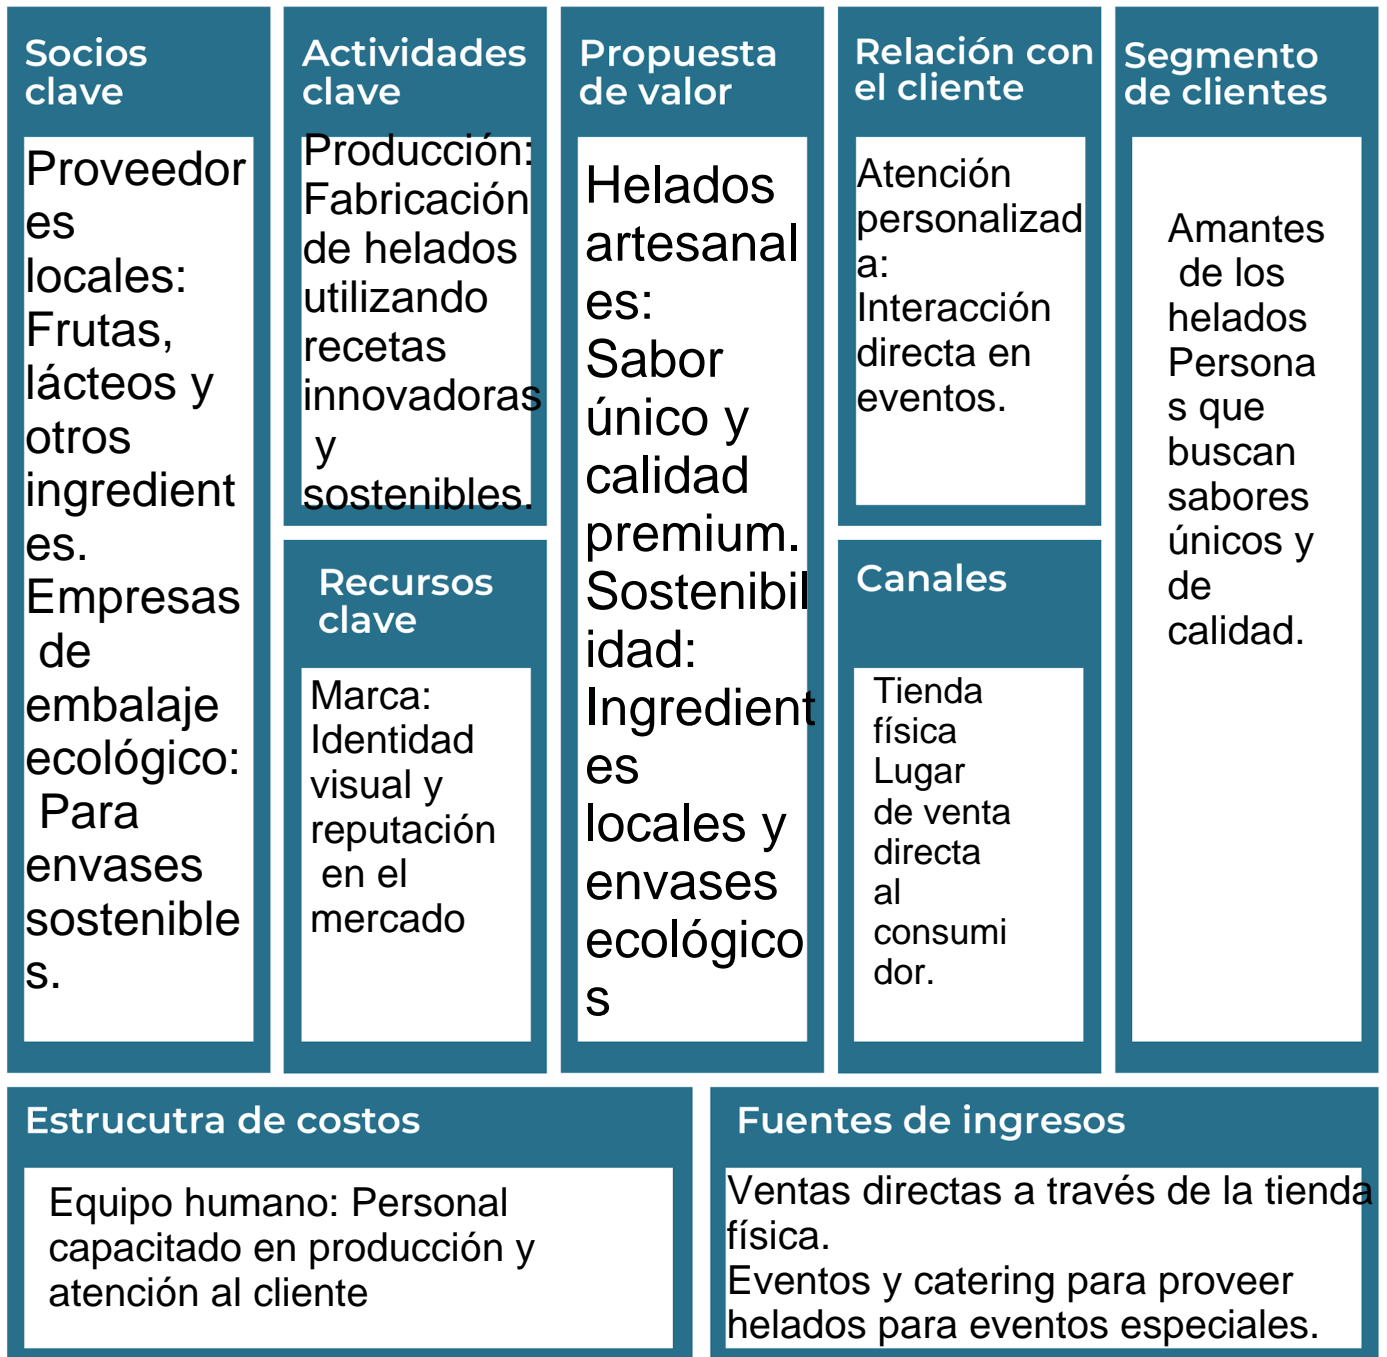 Socios
clave
Proveedor
es
locales:
Frutas,
lácteos y
otros
ingredient
es.
Empresas
de
embalaje
ecológico:
Para
envases
sostenible
s.
Actividades
clave
Producción:
Fabricación
de helados
utilizando
recetas
innovadoras
y
sostenibles.
Recursos
clave
Marca:
Identidad
visual y
reputación
en el
mercado
Propuesta
de valor
Helados
artesanal
es:
Sabor
único y
calidad
premium.
Sostenibil
idad:
Ingredient
es
locales y
envases
ecológico
s
Relación con
el cliente
Atención
personalizad
a:
Interacción
directa en
eventos.
Canales
Tienda
física
Lugar
de venta
directa
al
consumi
dor.
Segmento
de clientes
Amantes
de los
helados
Persona
s que
buscan
sabores
únicos y
de
calidad.
Estrucutra de costos
Equipo humano: Personal
capacitado en producción y
atención al cliente
Fuentes de ingresos
Ventas directas a través de la tienda
física.
Eventos y catering para proveer
helados para eventos especiales.